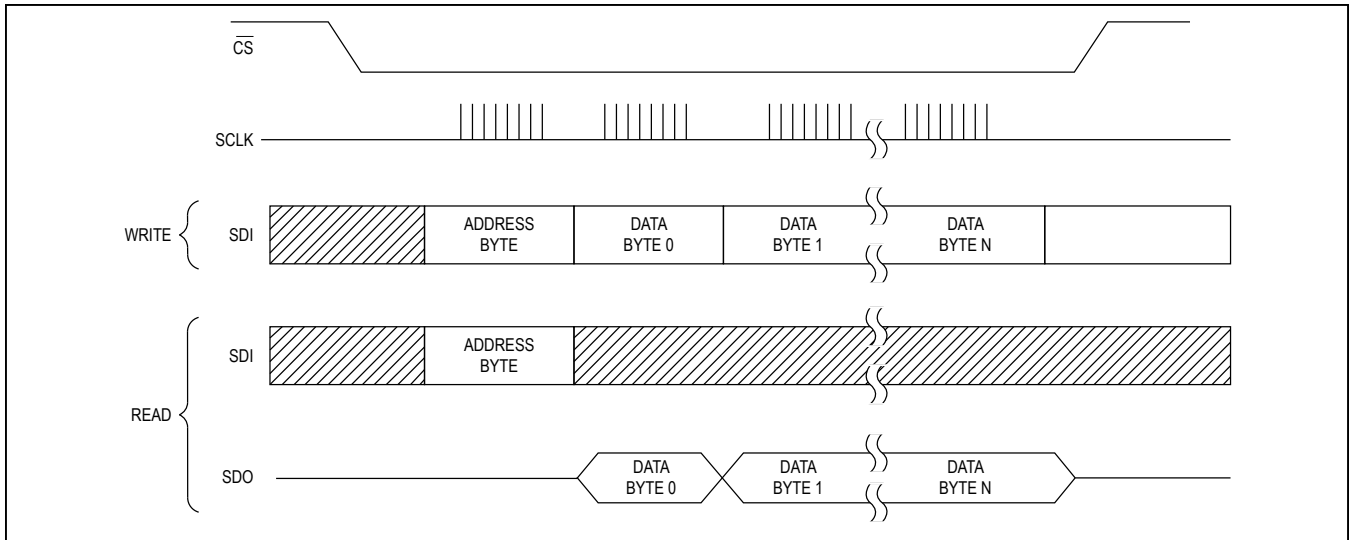 CS
SCLK
WRITE
SDI
ADDRESS
BYTE
DATA
BYTE 0
DATA
BYTE 1
DATA
BYTE N
READ
SDI
ADDRESS
BYTE
SDO
DATA
BYTE 0
DATA
BYTE 1
DATA
BYTE N